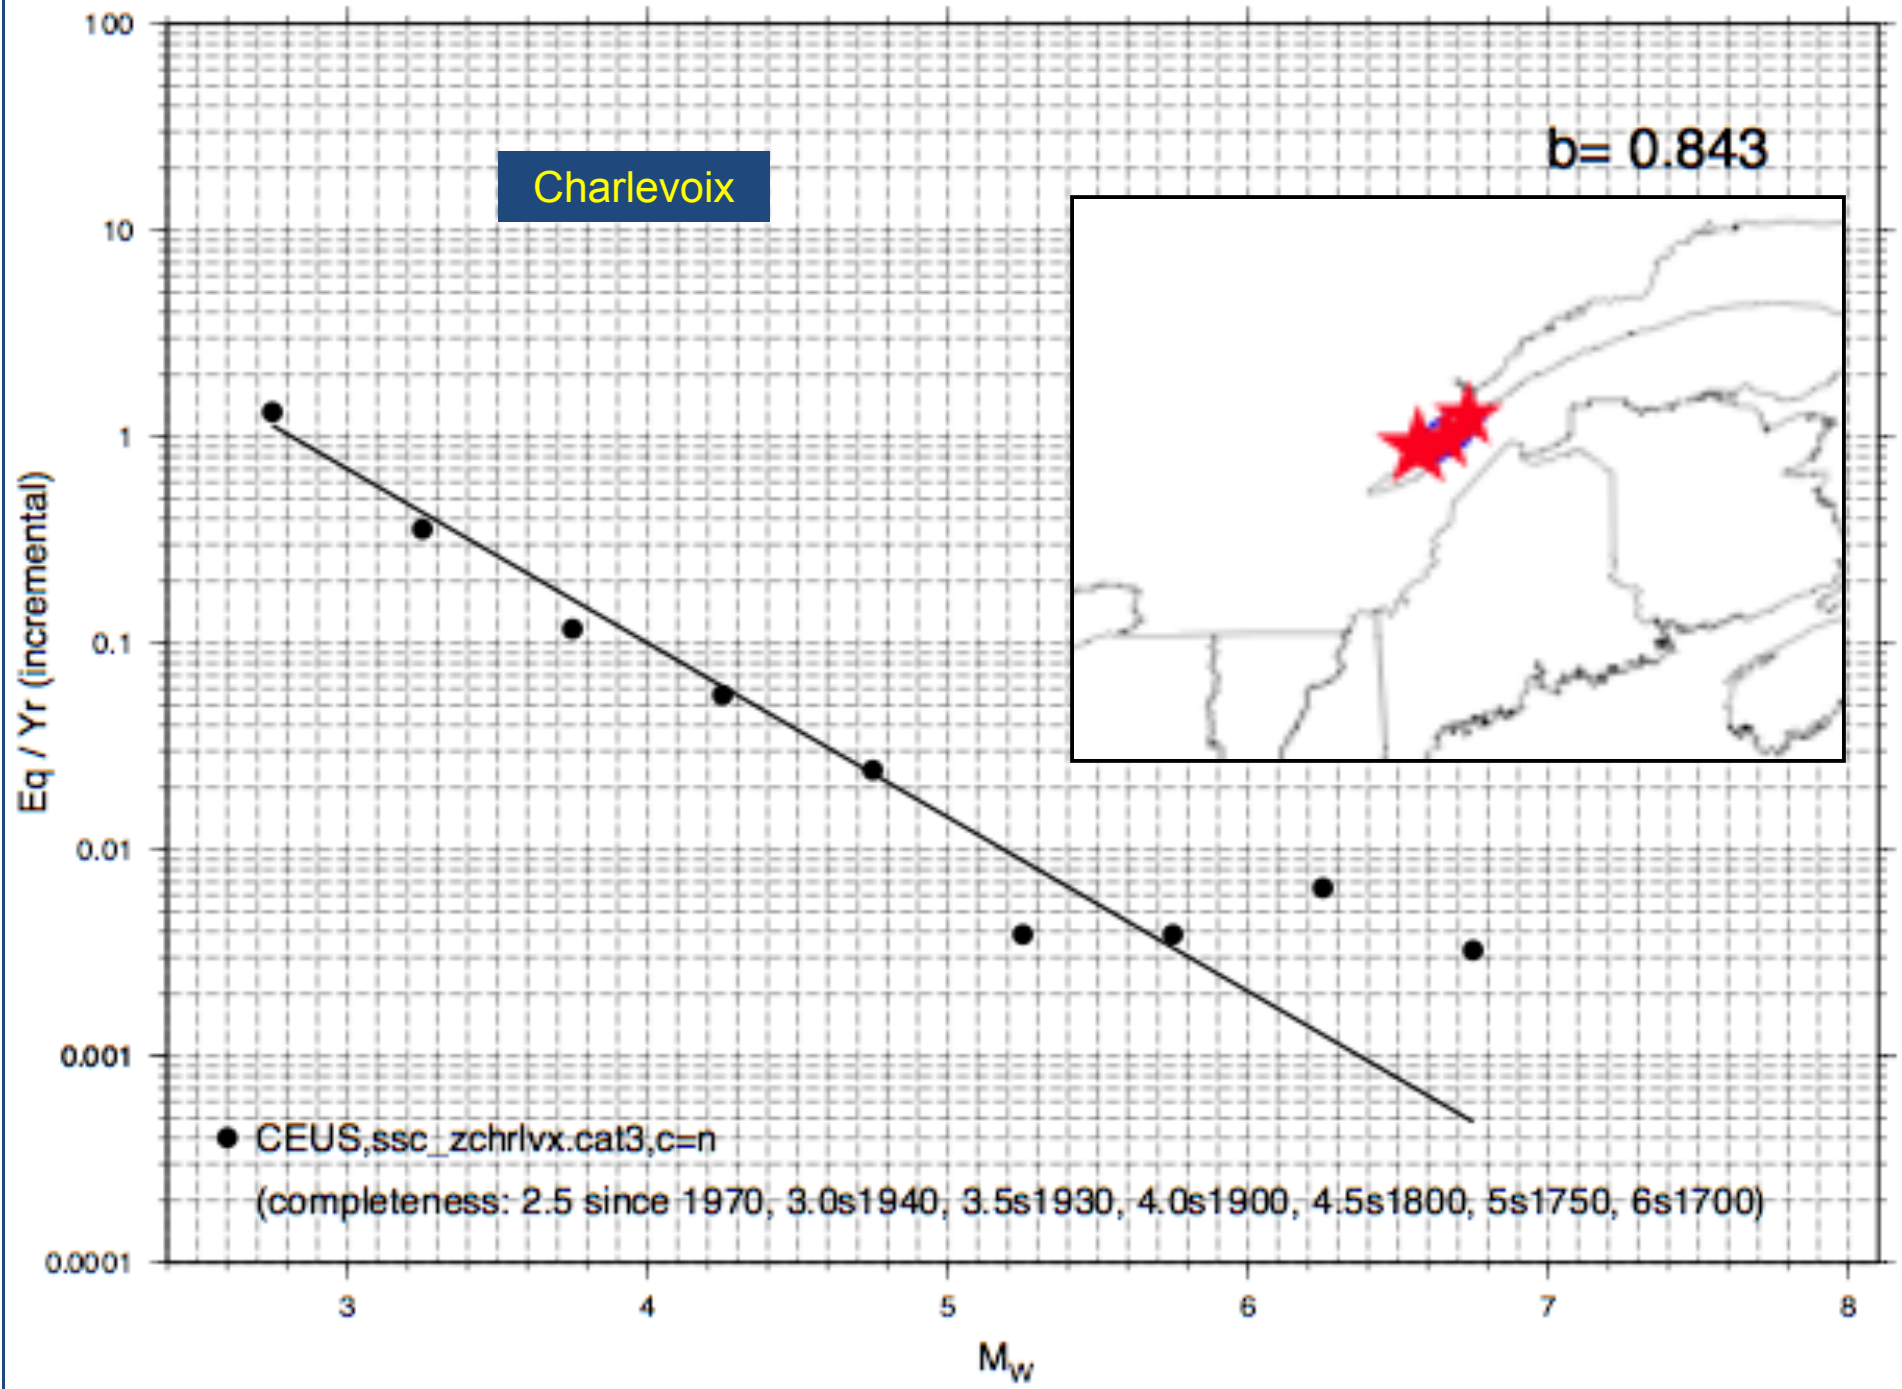 100
b= 0.843
Charlevoix
10
1
Eq / Yr (incremental)
0.1
0.01
0.001
CEUS,ssc_zchrlvx.cat3,c=n
(completeness: 2.5 since 1970, 3.0s1940, 3.5s1930, 4.0s1900, 4.5s1800, 5s1750, 6s1700)
0.0001
3 4 5 6 7 8
Mw